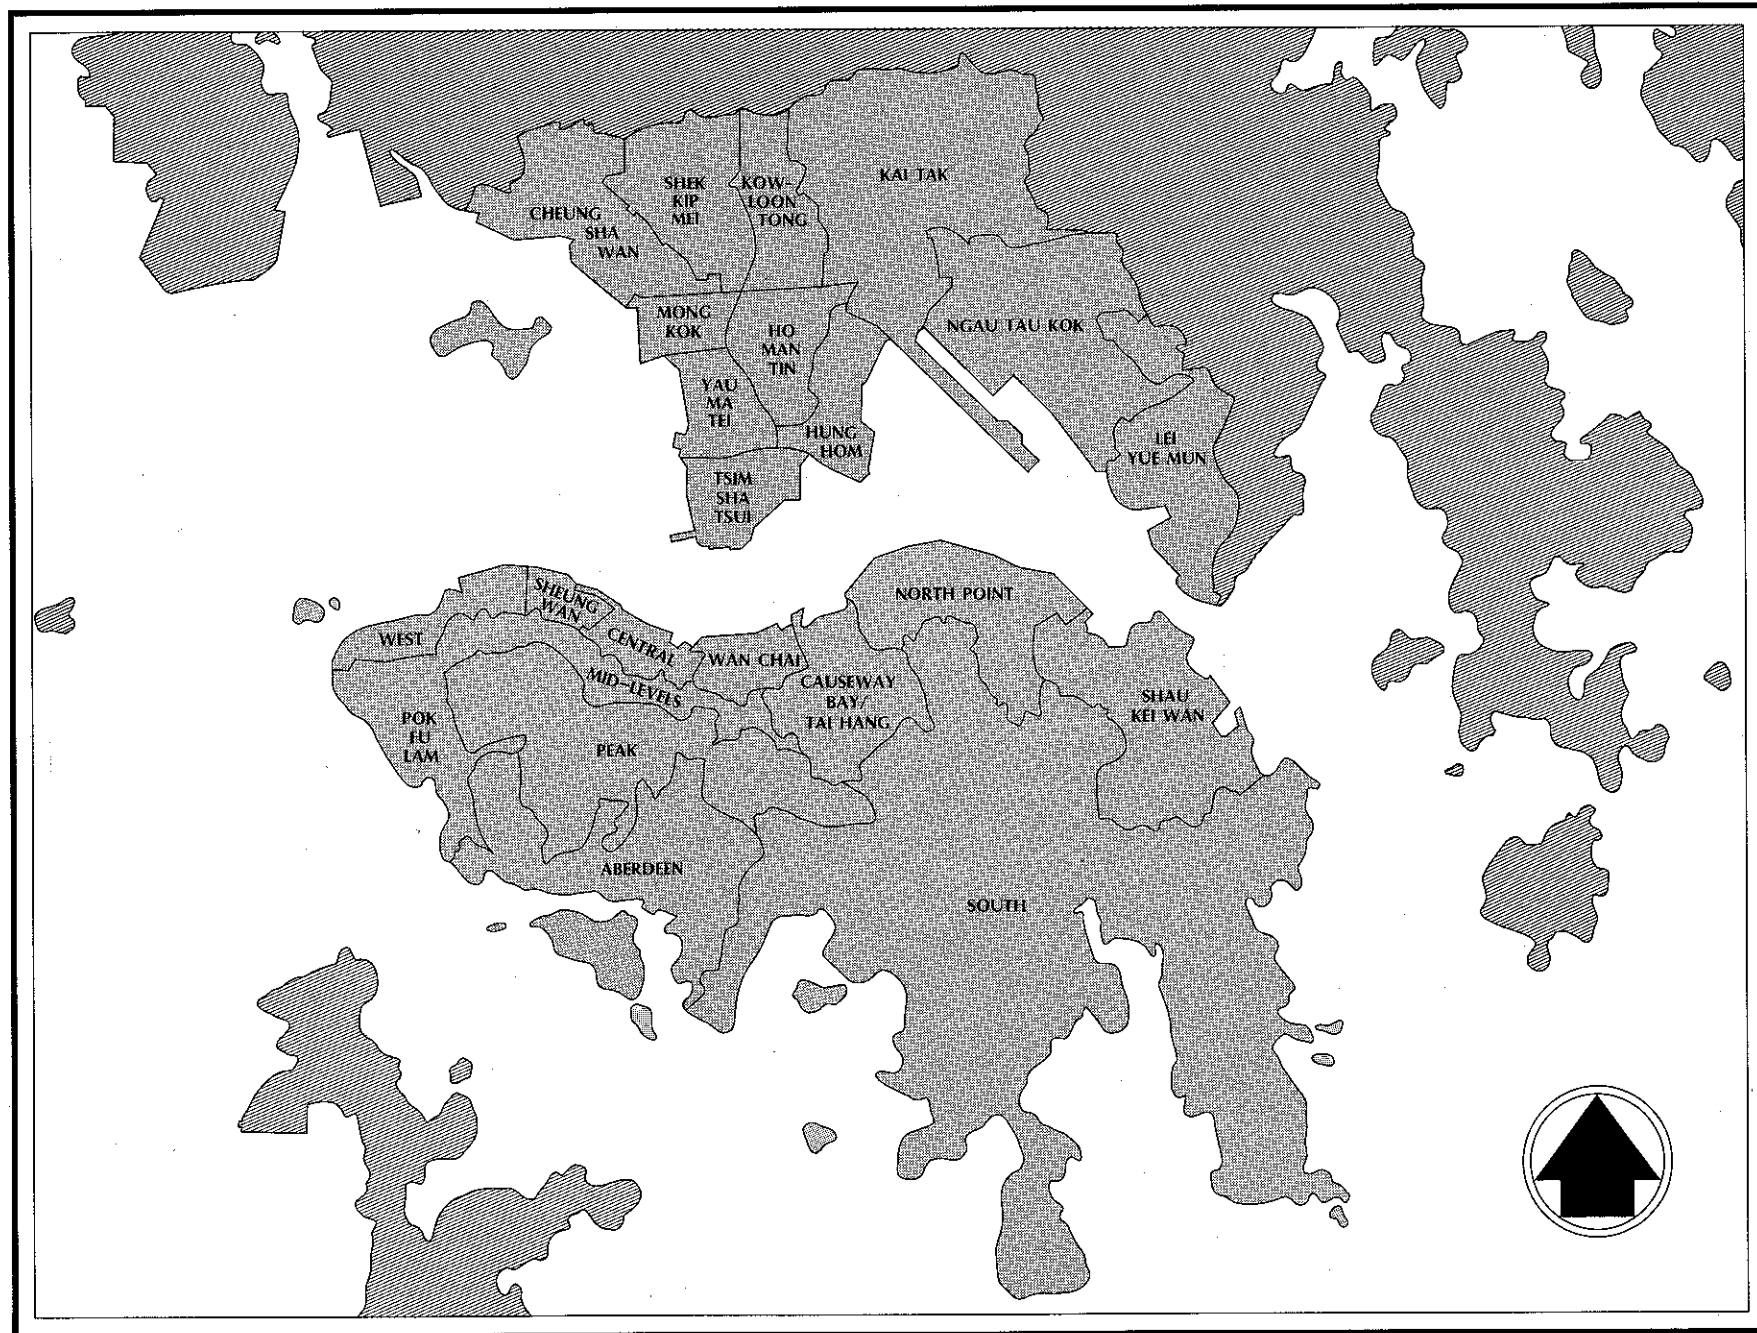 KAI TAK
SHEK
KIP
MEI
KOW-
LOON
TONG
CHEUNG
SHA
WAN
MONG
KOK
HO
MAN
TIN
NGAU TAU KOK
YAU
MA
TEI
HUNG
HOM
LEI
YUE MUN
TSIM
SHA
TSUI
NORTH POINT
SHEUNG
WAN
WEST
CENTRAL
WAN CHAI
MID-LEVELS
CAUSEWAY
BAY/
TAI HANG
SHAU
KEI WAN
POK
FU
LAM
PEAK
ABERDEEN
SOUTH